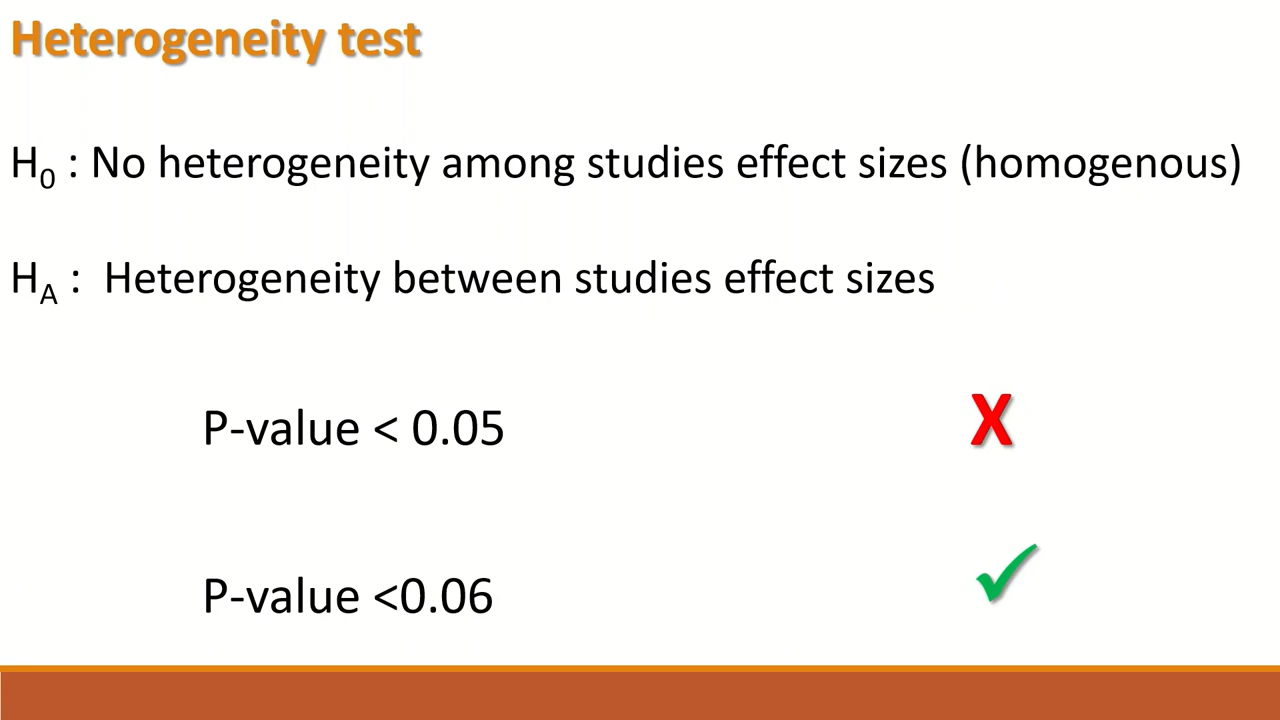 Heterogeneity test
H₀ : No heterogeneity among studies effect sizes (homogenous)
Hₐ : Heterogeneity between studies effect sizes
P-value < 0.05 X
P-value <0.06 ✓